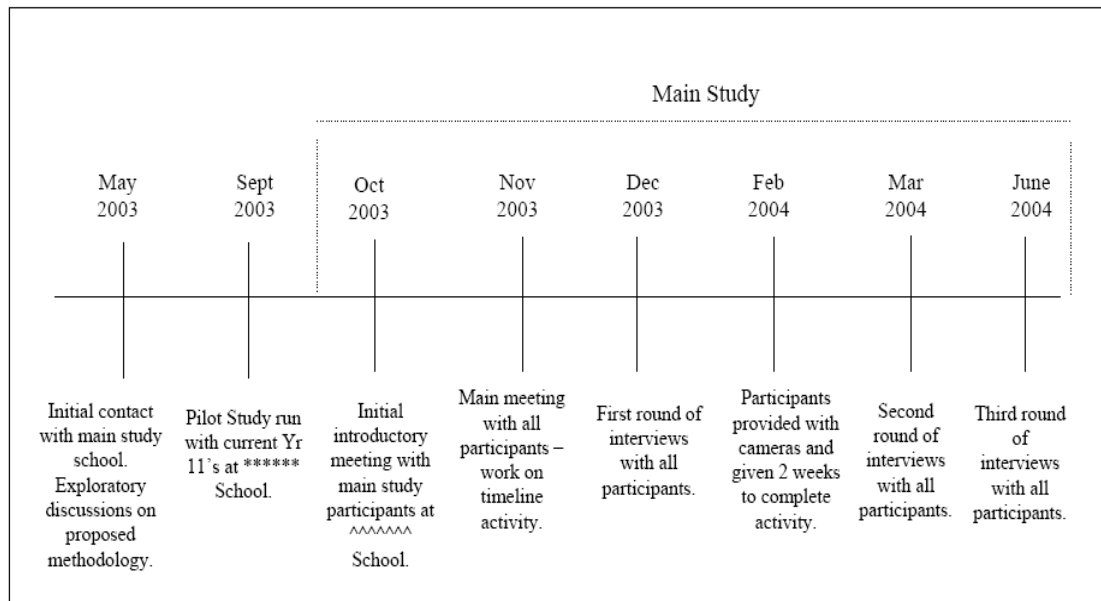 Main Study
May
2003
Sept
2003
Oct
2003
Nov
2003
Dec
2003
Feb
2004
Mar
2004
June
2004
Initial contact
with main study
school.
Exploratory
discussions on
proposed
methodology.
Pilot Study run
with current Yr
11’s at ******
School.
Initial
introductory
meeting with
main study
participants at
^^^^^^^
School.
Main meeting
with all
participants –
work on
timeline
activity.
First round of
interviews
with all
participants.
Participants
provided with
cameras and
given 2 weeks
to complete
activity.
Second
round of
interviews
with all
participants.
Third round
of
interviews
with all
participants.